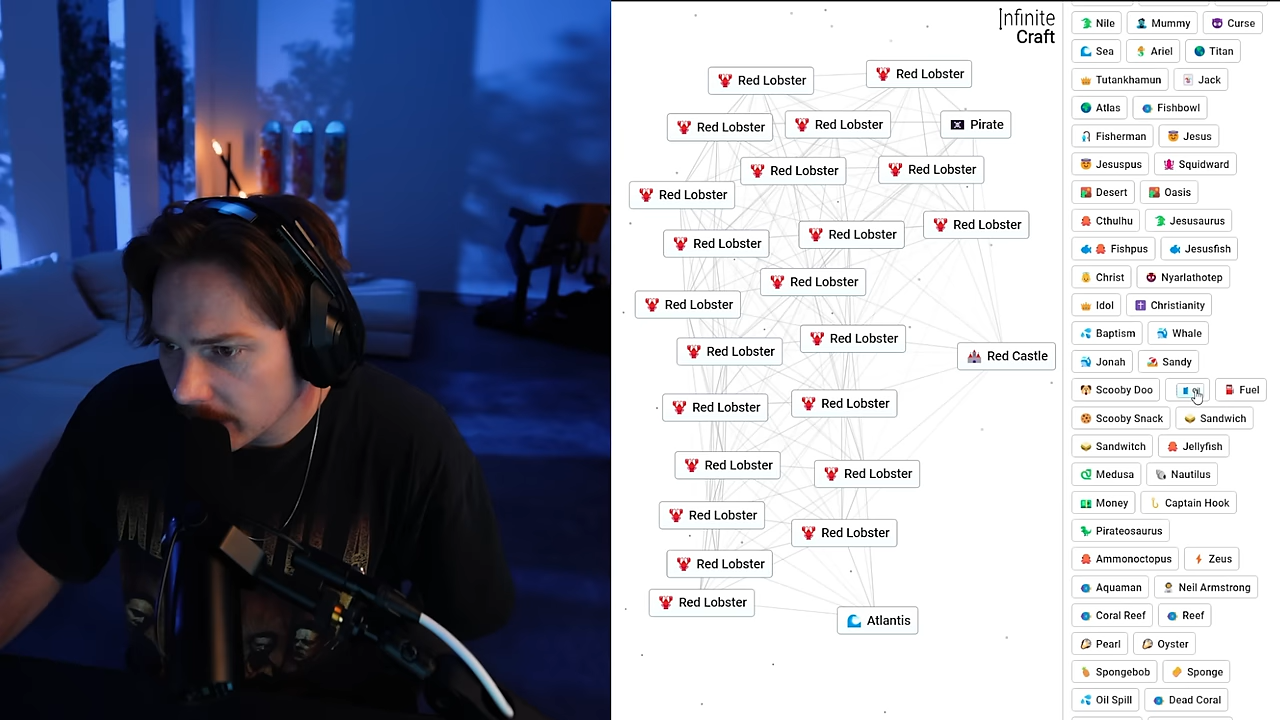 Infinite
Craft
Red Lobster
Red Lobster
Red Lobster
Red Lobster
Pirate
Red Lobster
Red Lobster
Red Lobster
Red Lobster
Red Lobster
Red Lobster
Red Lobster
Red Lobster
Red Lobster
Red Lobster
Red Castle
Red Lobster
Red Lobster
Red Lobster
Red Lobster
Red Lobster
Red Lobster
Red Lobster
Red Lobster
Atlantis
Nile Mummy Curse
Sea Ariel Titan
Tutankhamun Jack
Atlas Fishbowl
Fisherman Jesus
Jesuspus Squidward
Desert Oasis
Cthulhu Jesusaurus
Fishpus Jesusfish
Christ Nyarlathotep
Idol Christianity
Baptism Whale
Jonah Sandy
Scooby Doo Fuel
Scooby Snack Sandwich
Sandwitch Jellyfish
Medusa Nautilus
Money Captain Hook
Pirateosaurus
Ammonoctopus Zeus
Aquaman Neil Armstrong
Coral Reef Reef
Pearl Oyster
Spongebob Sponge
Oil Spill Dead Coral